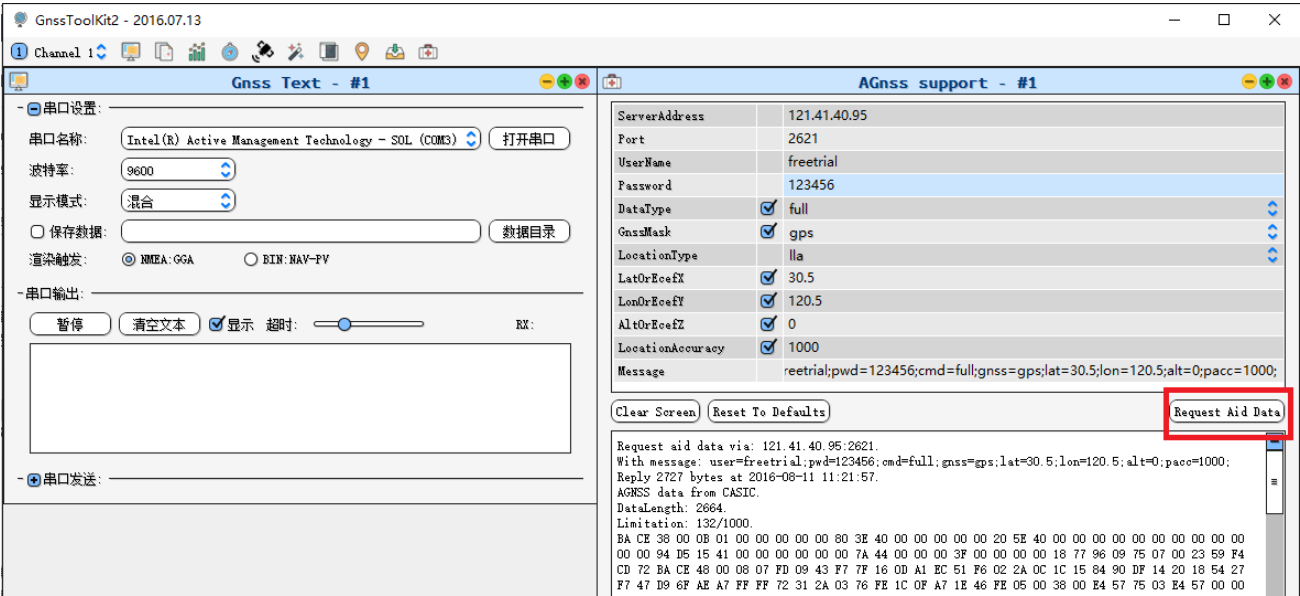 GnssToolKit2 - 2016.07.13
1 Channel 1
Gnss Text - #1
串口设置:
串口名称: Intel(R) Active Management Technology - SOL (COM3) 打开串口
波特率: 9600
显示模式: 混合
保存数据: 数据目录
渲染触发: NMEA:GGA BIN:NAV-PV
串口输出:
暂停 清空文本 显示 超时: RX:
串口发送:
AGnss support - #1
ServerAddress 121.41.40.95
Port 2621
UserName freetrial
Password 123456
DataType full
GnssMask gps
LocationType lla
LatOrEcefX 30.5
LonOrEcefY 120.5
AltOrEcefZ 0
LocationAccuracy 1000
Message reetrial;pwd=123456;cmd=full;gnss=gps;lat=30.5;lon=120.5;alt=0;pacc=1000;
Clear Screen Reset To Defaults Request Aid Data
Request aid data via: 121.41.40.95:2621.
With message: user=freetrial;pwd=123456;cmd=full;gnss=gps;lat=30.5;lon=120.5;alt=0;pacc=1000;
Reply 2727 bytes at 2016-08-11 11:21:57.
AGNSS data from CASIC.
DataLength: 2664.
Limitation: 132/1000.
BA CE 38 00 0B 01 00 00 00 00 00 80 3E 40 00 00 00 00 00 20 5E 40 00 00 00 00 00 00 00 00 00
00 00 94 D5 15 41 00 00 00 00 00 00 7A 44 00 00 00 3F 00 00 00 00 18 77 96 09 75 07 00 23 59 F4
CD 72 BA CE 48 00 08 07 FD 09 43 F7 7F 16 0D A1 EC 51 F6 02 2A 0C 1C 15 84 90 DF 14 20 18 54 27
F7 47 D9 6F AE A7 FF FF 72 31 2A 03 76 FE 1C 0F A7 1E 46 FE 05 00 38 00 E4 57 75 03 E4 57 00 00